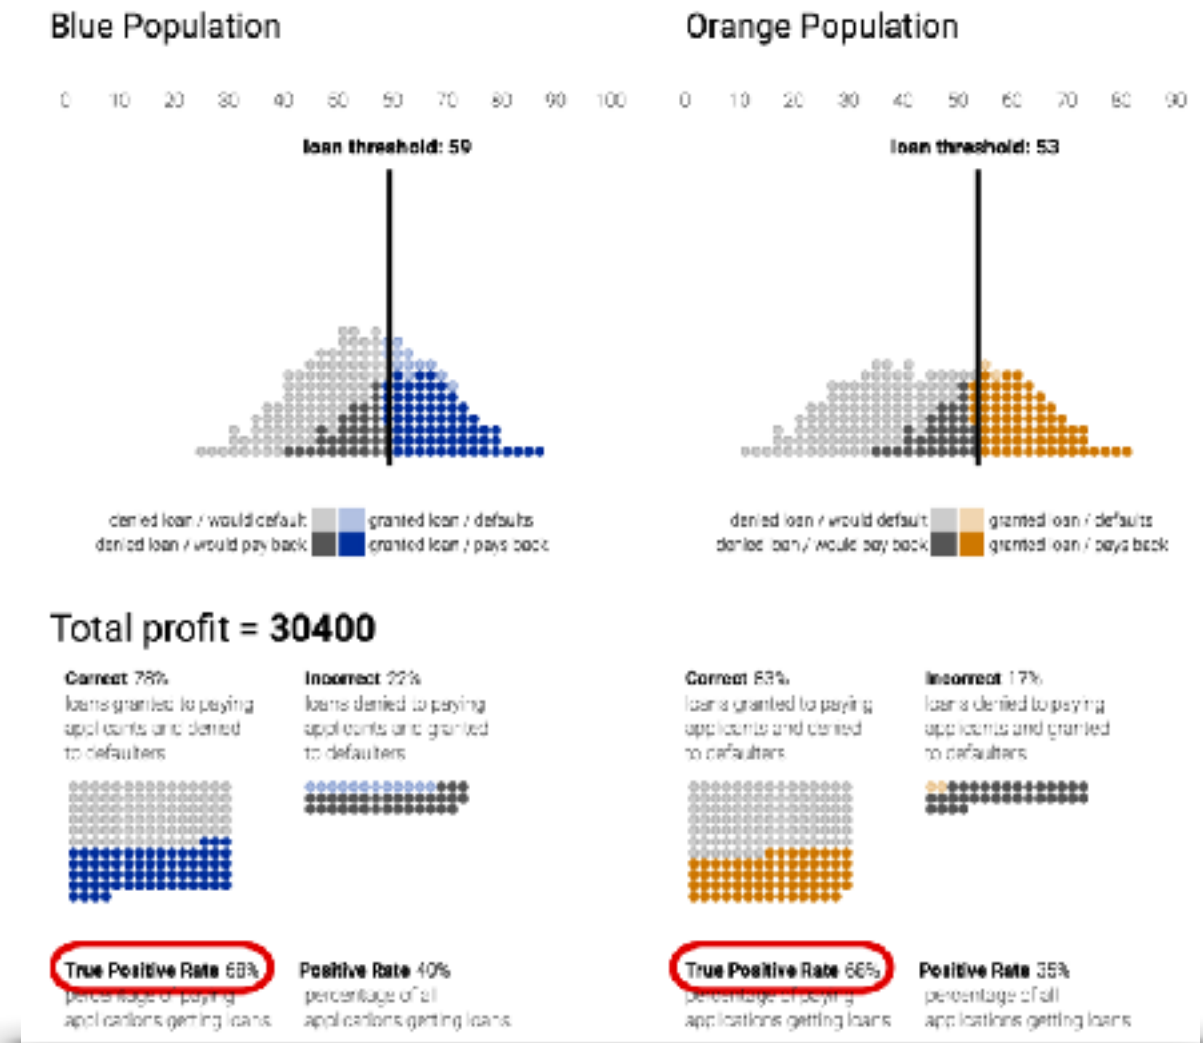 Blue Population
Orange Population
0 10 20 30 40 50 60 70 80 90 100
0 10 20 30 40 50 60 70 80 90
loan threshold: 59
loan threshold: 53
denied loan / would default
granted loan / defaults
denied loan / would pay back
granted loan / pays back
denied loan / would default
granted loan / defaults
denied loan / would pay back
granted loan / pays back
Total profit = 30400
Correct 78%
loans granted to paying
applicants and denied
to defaulters
Incorrect 22%
loans denied to paying
applicants and granted
to defaulters
Correct 83%
loans granted to paying
applicants and denied
to defaulters
Incorrect 17%
loans denied to paying
applicants and granted
to defaulters
True Positive Rate
percentage of paying
applications getting loans
Positive Rate 40%
percentage of all
applications getting loans
True Positive Rate 66%
percentage of paying
applications getting loans
Positive Rate 35%
percentage of all
applications getting loans